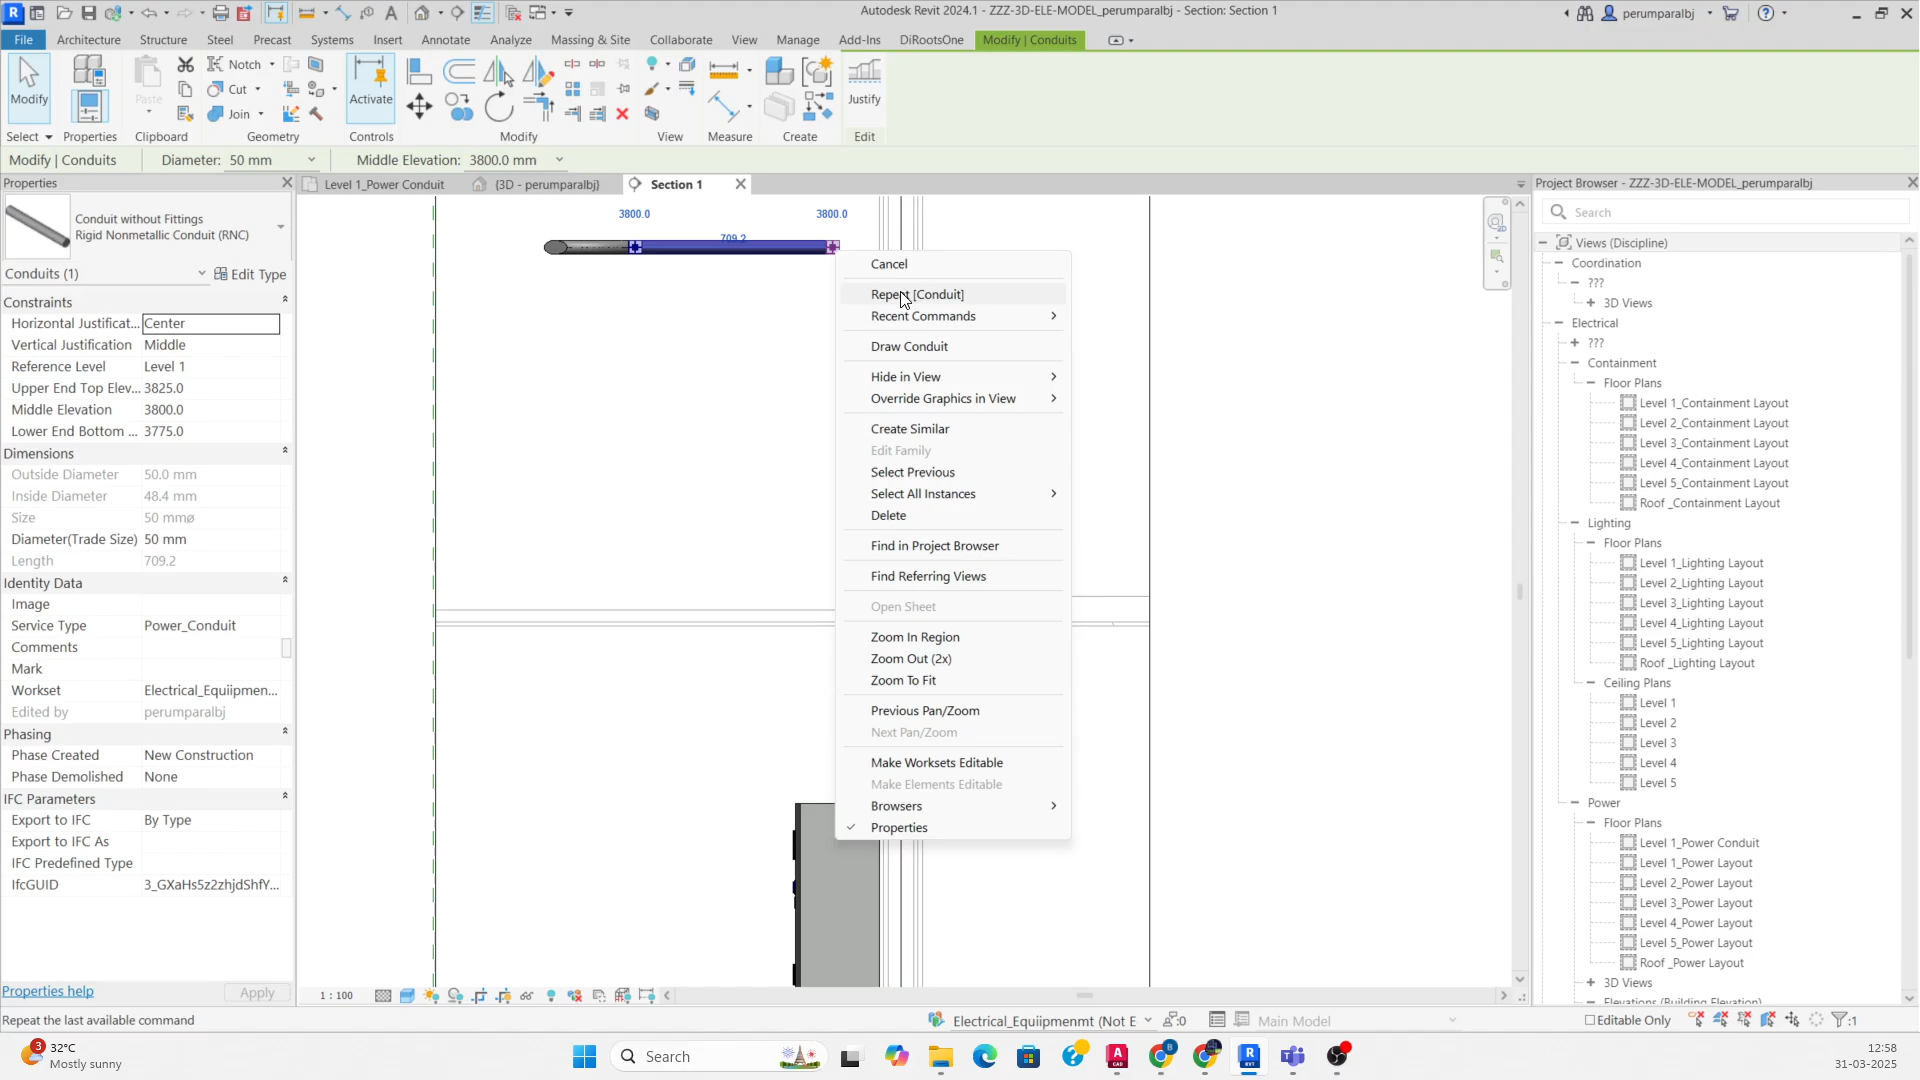 Autodesk Revit 2024.1 - ZZZ-3D-ELE-MODEL_perumparalbj - Section: Section 1
perumparalbj
File Architecture Structure Steel Precast Systems Insert Annotate Analyze Massing & Site Collaborate View Manage Add-Ins DiRootsOne Modify | Conduits
Notch
Modify Paste Cut Activate Justify
Join
Select Properties Clipboard Geometry Controls Modify View Measure Create Edit
Modify | Conduits Diameter: 50 mm Middle Elevation: 3800.0 mm
Properties
Level 1_Power Conduit {3D - perumparalbj} Section 1
Project Browser - ZZZ-3D-ELE-MODEL_perumparalbj
Conduit without Fittings
Rigid Nonmetallic Conduit (RNC)
Conduits (1) Edit Type
Constraints
Horizontal Justificat... Center
Vertical Justification Middle
Reference Level Level 1
Upper End Top Elev... 3825.0
Middle Elevation 3800.0
Lower End Bottom ... 3775.0
Dimensions
Outside Diameter 50.0 mm
Inside Diameter 48.4 mm
Size 50 mmø
Diameter(Trade Size) 50 mm
Length 709.2
Identity Data
Image
Service Type Power_Conduit
Comments
Mark
Workset Electrical_Equiipmen...
Edited by perumparalbj
Phasing
Phase Created New Construction
Phase Demolished None
IFC Parameters
Export to IFC By Type
Export to IFC As
IFC Predefined Type
IfcGUID 3_GXaHs5z2zhjdShfY...
Properties help Apply
3800.0 3800.0
709.2
Cancel
Repeat [Conduit]
Recent Commands
Draw Conduit
Hide in View
Override Graphics in View
Create Similar
Edit Family
Select Previous
Select All Instances
Delete
Find in Project Browser
Find Referring Views
Open Sheet
Zoom In Region
Zoom Out (2x)
Zoom To Fit
Previous Pan/Zoom
Next Pan/Zoom
Make Worksets Editable
Make Elements Editable
Browsers
Properties
1 : 100
Search
Views (Discipline)
Coordination
???
3D Views
Electrical
???
Containment
Floor Plans
Level 1_Containment Layout
Level 2_Containment Layout
Level 3_Containment Layout
Level 4_Containment Layout
Level 5_Containment Layout
Roof _Containment Layout
Lighting
Floor Plans
Level 1_Lighting Layout
Level 2_Lighting Layout
Level 3_Lighting Layout
Level 4_Lighting Layout
Level 5_Lighting Layout
Roof _Lighting Layout
Ceiling Plans
Level 1
Level 2
Level 3
Level 4
Level 5
Power
Floor Plans
Level 1_Power Conduit
Level 1_Power Layout
Level 2_Power Layout
Level 3_Power Layout
Level 4_Power Layout
Level 5_Power Layout
Roof _Power Layout
3D Views
Elevations (Building Elevation)
Repeat the last available command Electrical_Equiipmenmt (Not E :0 Main Model Editable Only :1
3 32°C
Mostly sunny
Search
12:58
31-03-2025